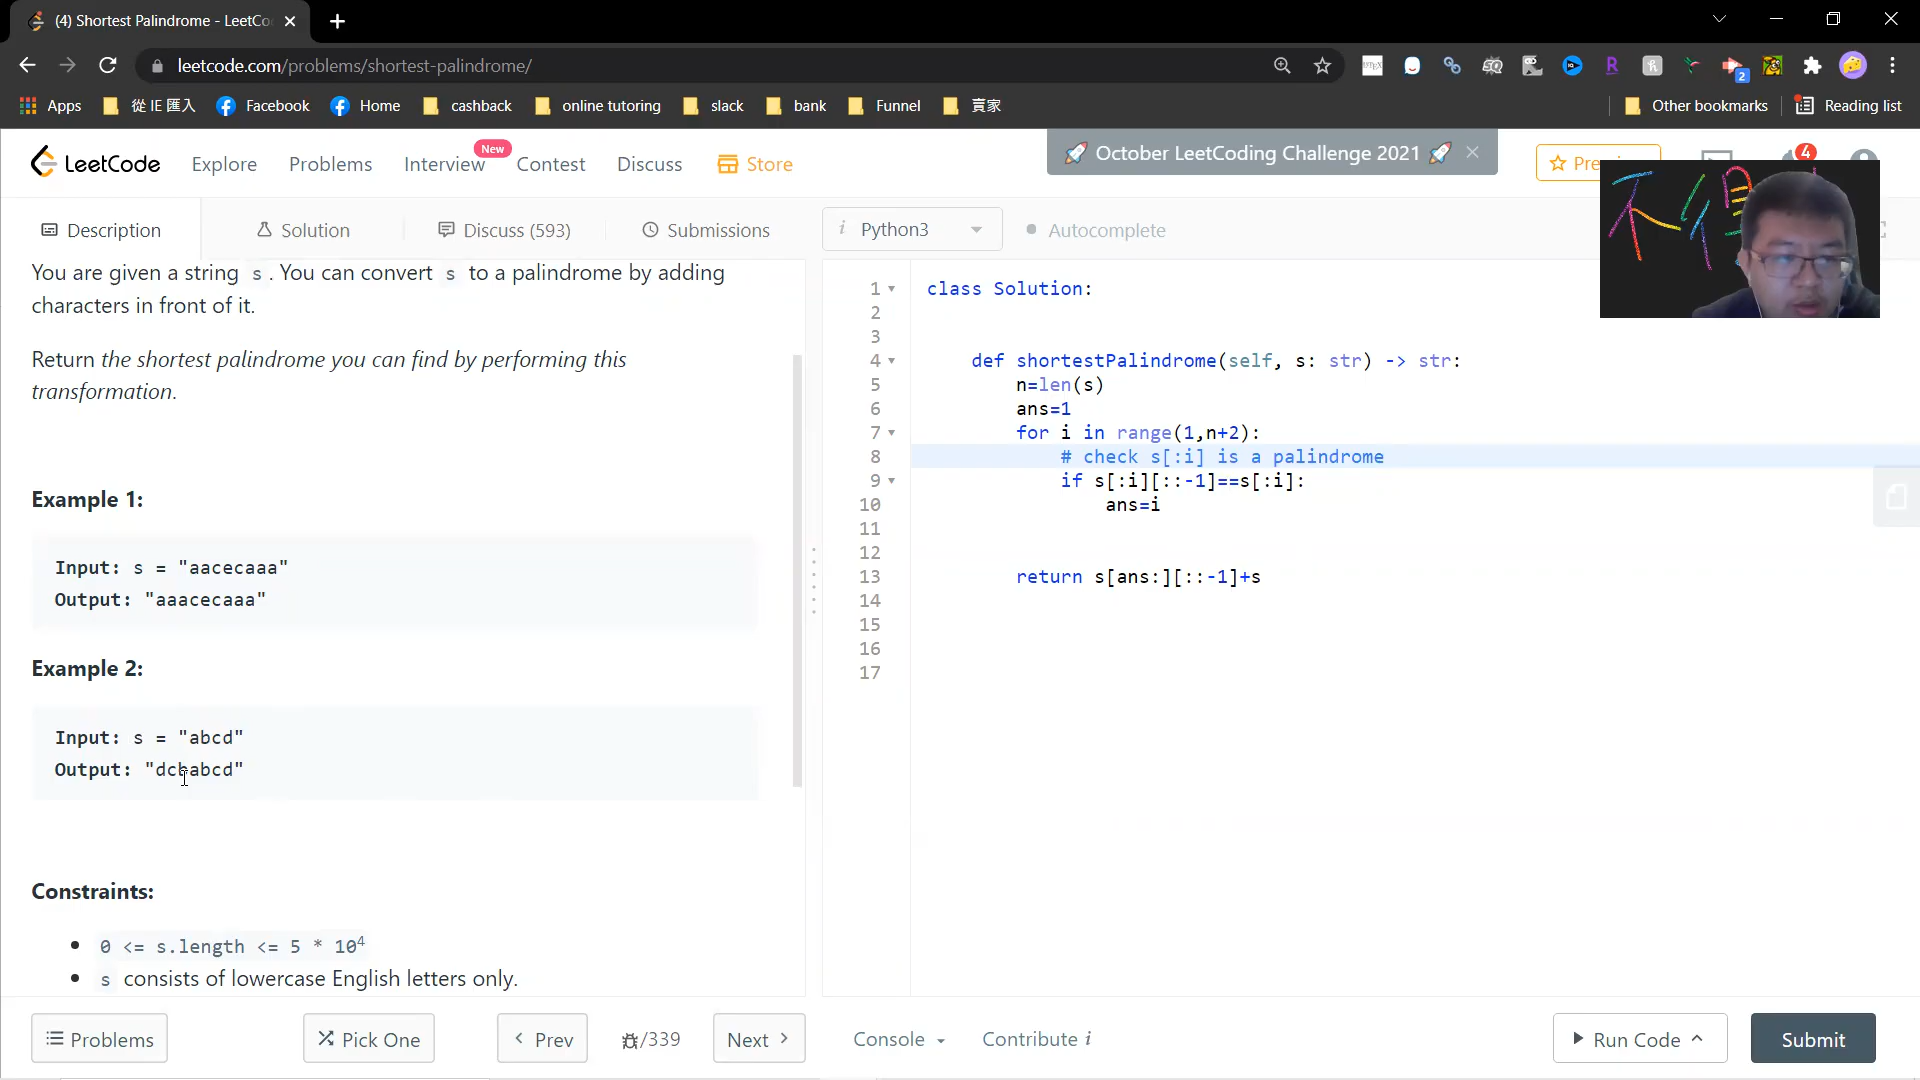 (4) Shortest Palindrome - LeetCo
leetcode.com/problems/shortest-palindrome/
2
Apps 從 IE 匯入 Facebook Home cashback online tutoring slack bank Funnel 賣家 Other bookmarks Reading list
LeetCode Explore Problems Interview New Contest Discuss Store
🚀 October LeetCoding Challenge 2021 🚀
4
Description Solution Discuss (593) Submissions
i Python3 Autocomplete
You are given a string s . You can convert s to a palindrome by adding
characters in front of it.
Return the shortest palindrome you can find by performing this
transformation.
Example 1:
Input: s = "aacecaaa"
Output: "aaacecaaa"
Example 2:
Input: s = "abcd"
Output: "dcbabcd"
Constraints:
0 <= s.length <= 5 * 10⁴
s consists of lowercase English letters only.
1 class Solution:
2
3
4 def shortestPalindrome(self, s: str) -> str:
5 n=len(s)
6 ans=1
7 for i in range(1,n+2):
8 # check s[:i] is a palindrome
9 if s[:i][::-1]==s[:i]:
10 ans=i
11
12
13 return s[ans:][::-1]+s
14
15
16
17
Problems Pick One Prev /339 Next Console Contribute i Run Code Submit